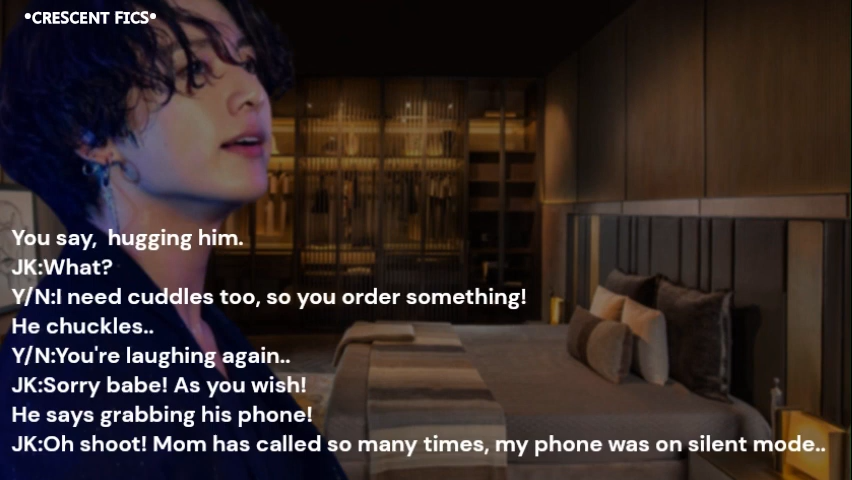 •CRESCENT FICS•
You say,  hugging him.
JK:What?
Y/N:I need cuddles too, so you order something!
He chuckles..
Y/N:You're laughing again..
JK:Sorry babe! As you wish!
He says grabbing his phone!
JK:Oh shoot! Mom has called so many times, my phone was on silent mode..